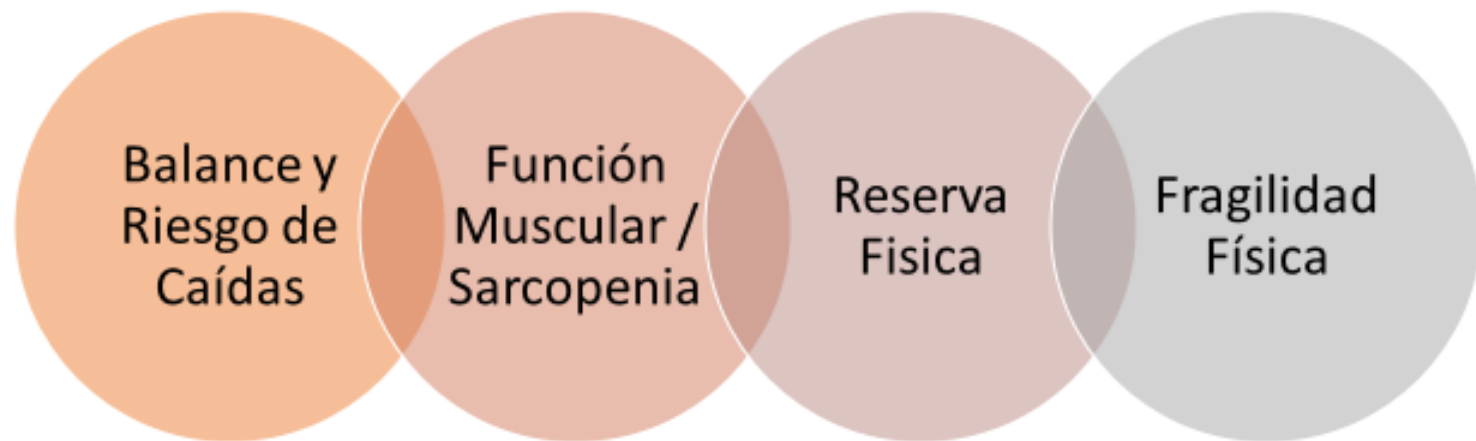 Balance y
Riesgo de
Caídas
Función
Muscular /
Sarcopenia
Reserva
Fisica
Fragilidad
Física